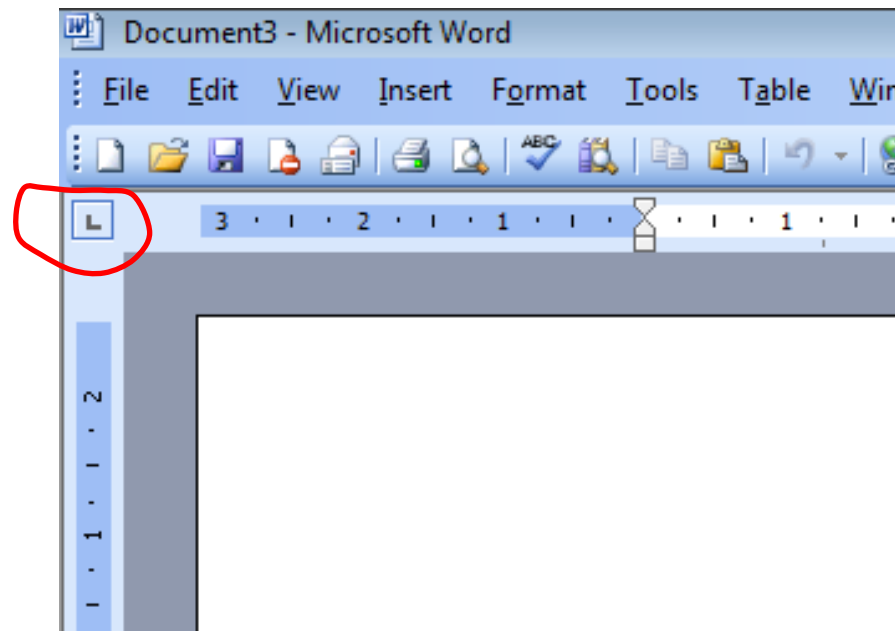 Document3 - Microsoft Word
File Edit View Insert Format Tools Table Win
ABC
L 3 2 1 1
2
1